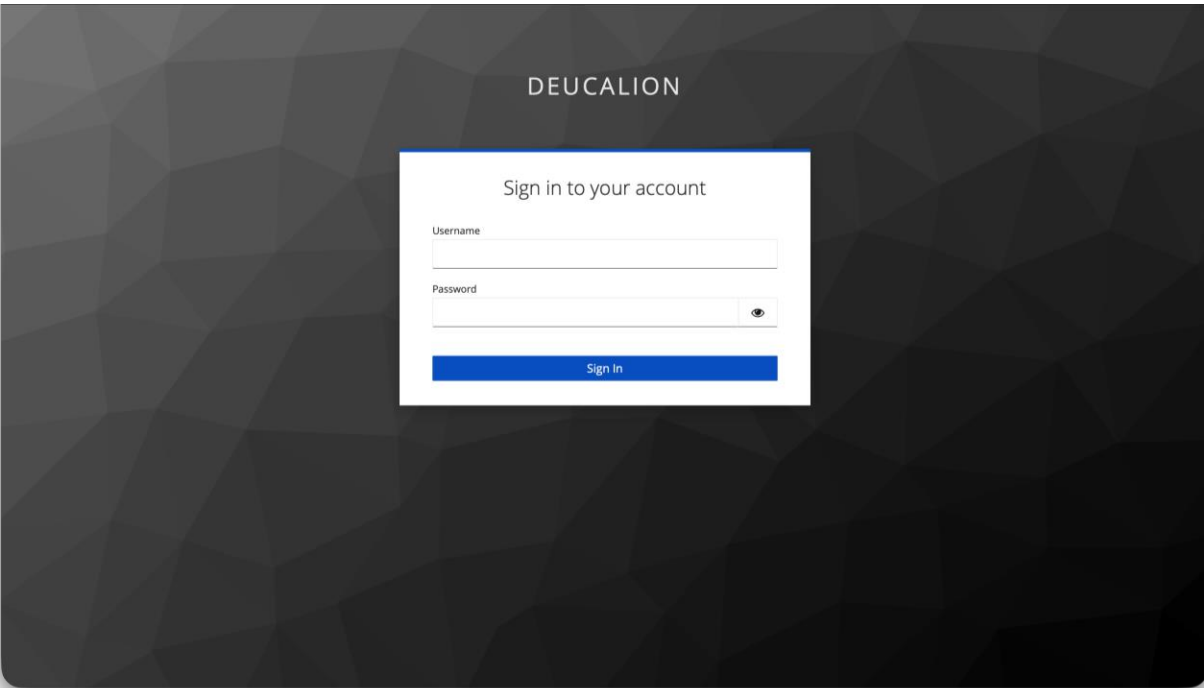 DEUCALION
Sign in to your account
Username
Password
Sign In